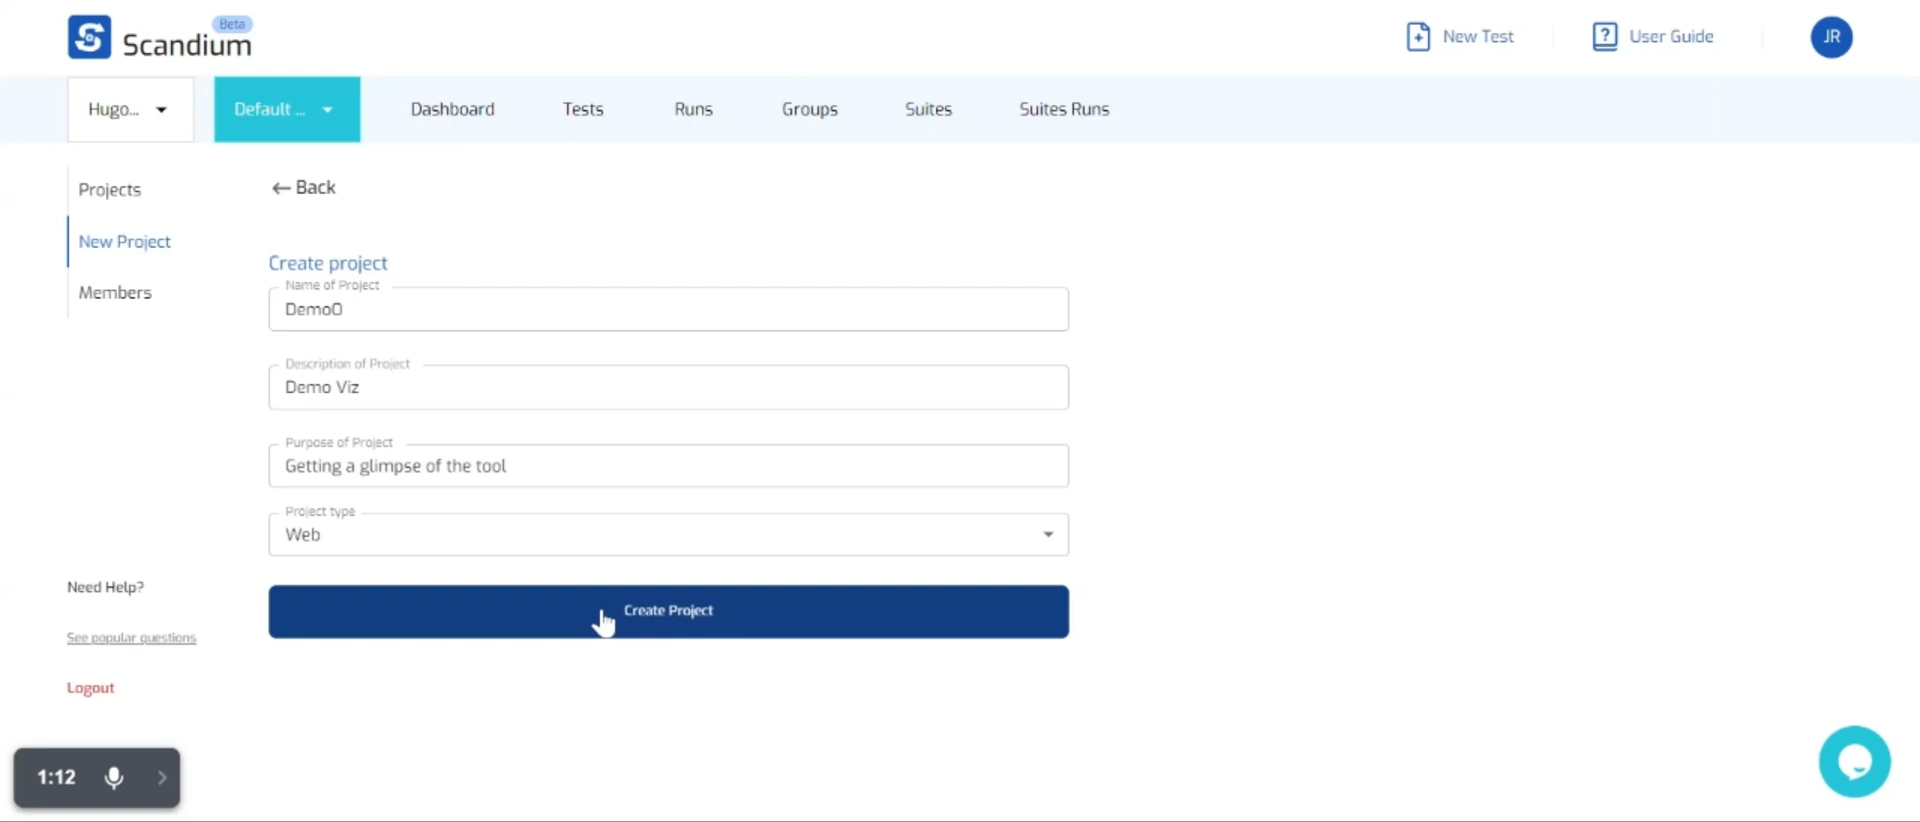 Beta
Scandium
New Test
User Guide
JR
Hugo...
Default ...
Dashboard
Tests
Runs
Groups
Suites
Suites Runs
Projects
New Project
Members
← Back
Create project
Name of Project
Demo0
Description of Project
Demo Viz
Purpose of Project
Getting a glimpse of the tool
Project type
Web
Create Project
Need Help?
See popular questions
Logout
1:12